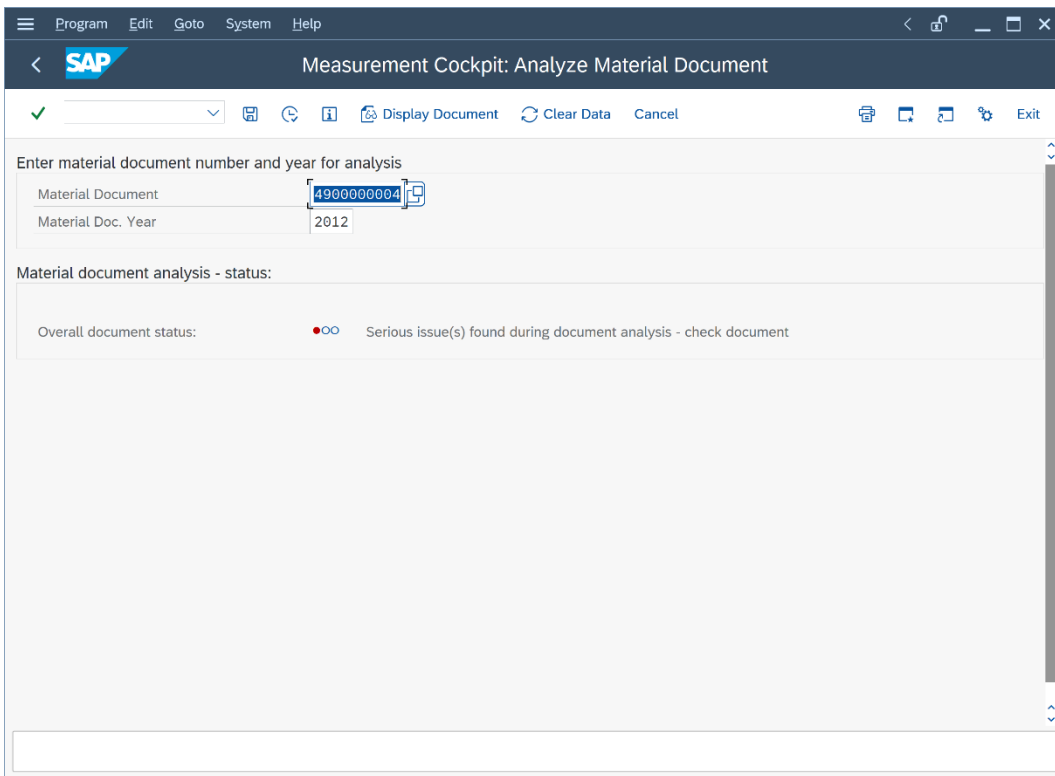 Program Edit Goto System Help
SAP
Measurement Cockpit: Analyze Material Document
Display Document Clear Data Cancel Exit
Enter material document number and year for analysis
Material Document 4900000004
Material Doc. Year 2012
Material document analysis - status:
Overall document status: Serious issue(s) found during document analysis - check document